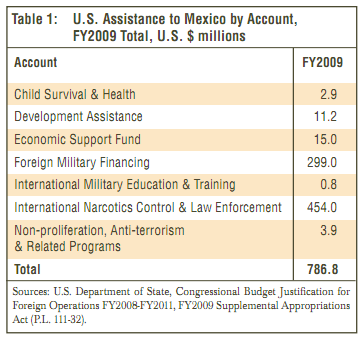 Table 1: U.S. Assistance to Mexico by Account,
FY2009 Total, U.S. $ millions
Account FY2009
Child Survival & Health 2.9
Development Assistance 11.2
Economic Support Fund 15.0
Foreign Military Financing 299.0
International Military Education & Training 0.8
International Narcotics Control & Law Enforcement 454.0
Non-proliferation, Anti-terrorism
& Related Programs 3.9
Total 786.8
Sources: U.S. Department of State, Congressional Budget Justification for
Foreign Operations FY2008-FY2011, FY2009 Supplemental Appropriations
Act (P.L. 111-32).